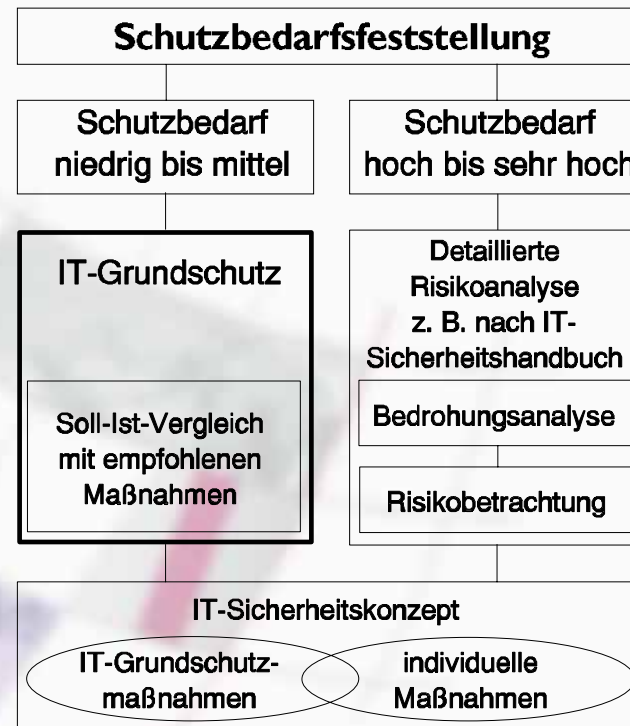 Schutzbedarfsfeststellung
Schutzbedarf
niedrig bis mittel
Schutzbedarf
hoch bis sehr hoch
IT-Grundschutz
Soll-Ist-Vergleich
mit empfohlenen
Maßnahmen
Detaillierte
Risikoanalyse
z. B. nach IT-
Sicherheitshandbuch
Bedrohungsanalyse
Risikobetrachtung
IT-Sicherheitskonzept
IT-Grundschutz-
maßnahmen
individuelle
Maßnahmen